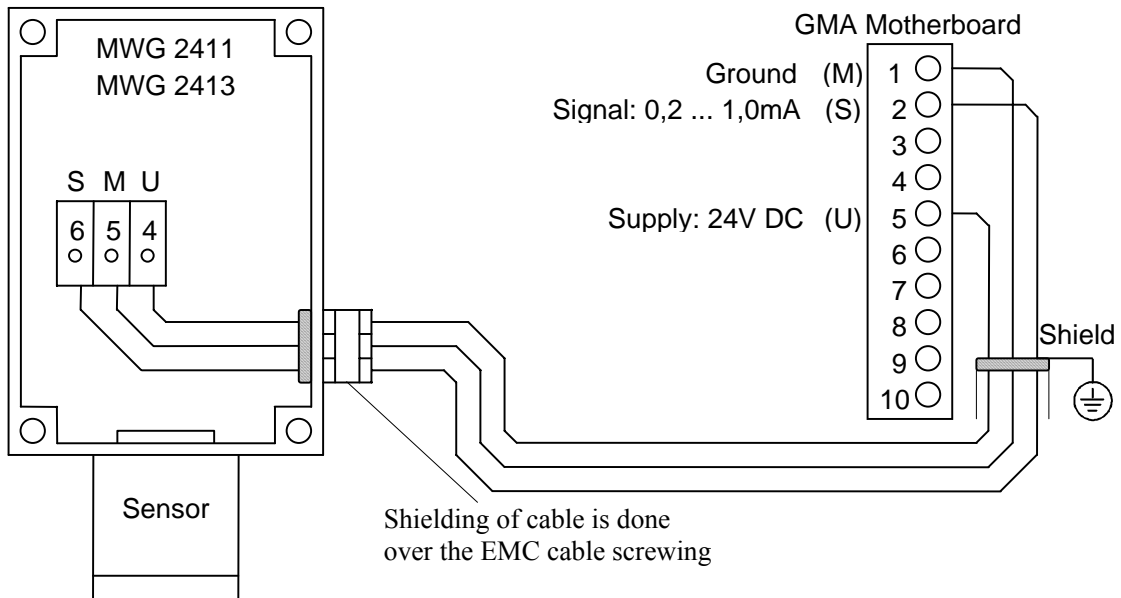 MWG 2411
MWG 2413
S M U
6 5 4
Sensor
GMA Motherboard
Ground (M) 1
Signal: 0,2 ... 1,0mA (S) 2
3
4
Supply: 24V DC (U) 5
6
7
8
9
10
Shield
Shielding of cable is done
over the EMC cable screwing